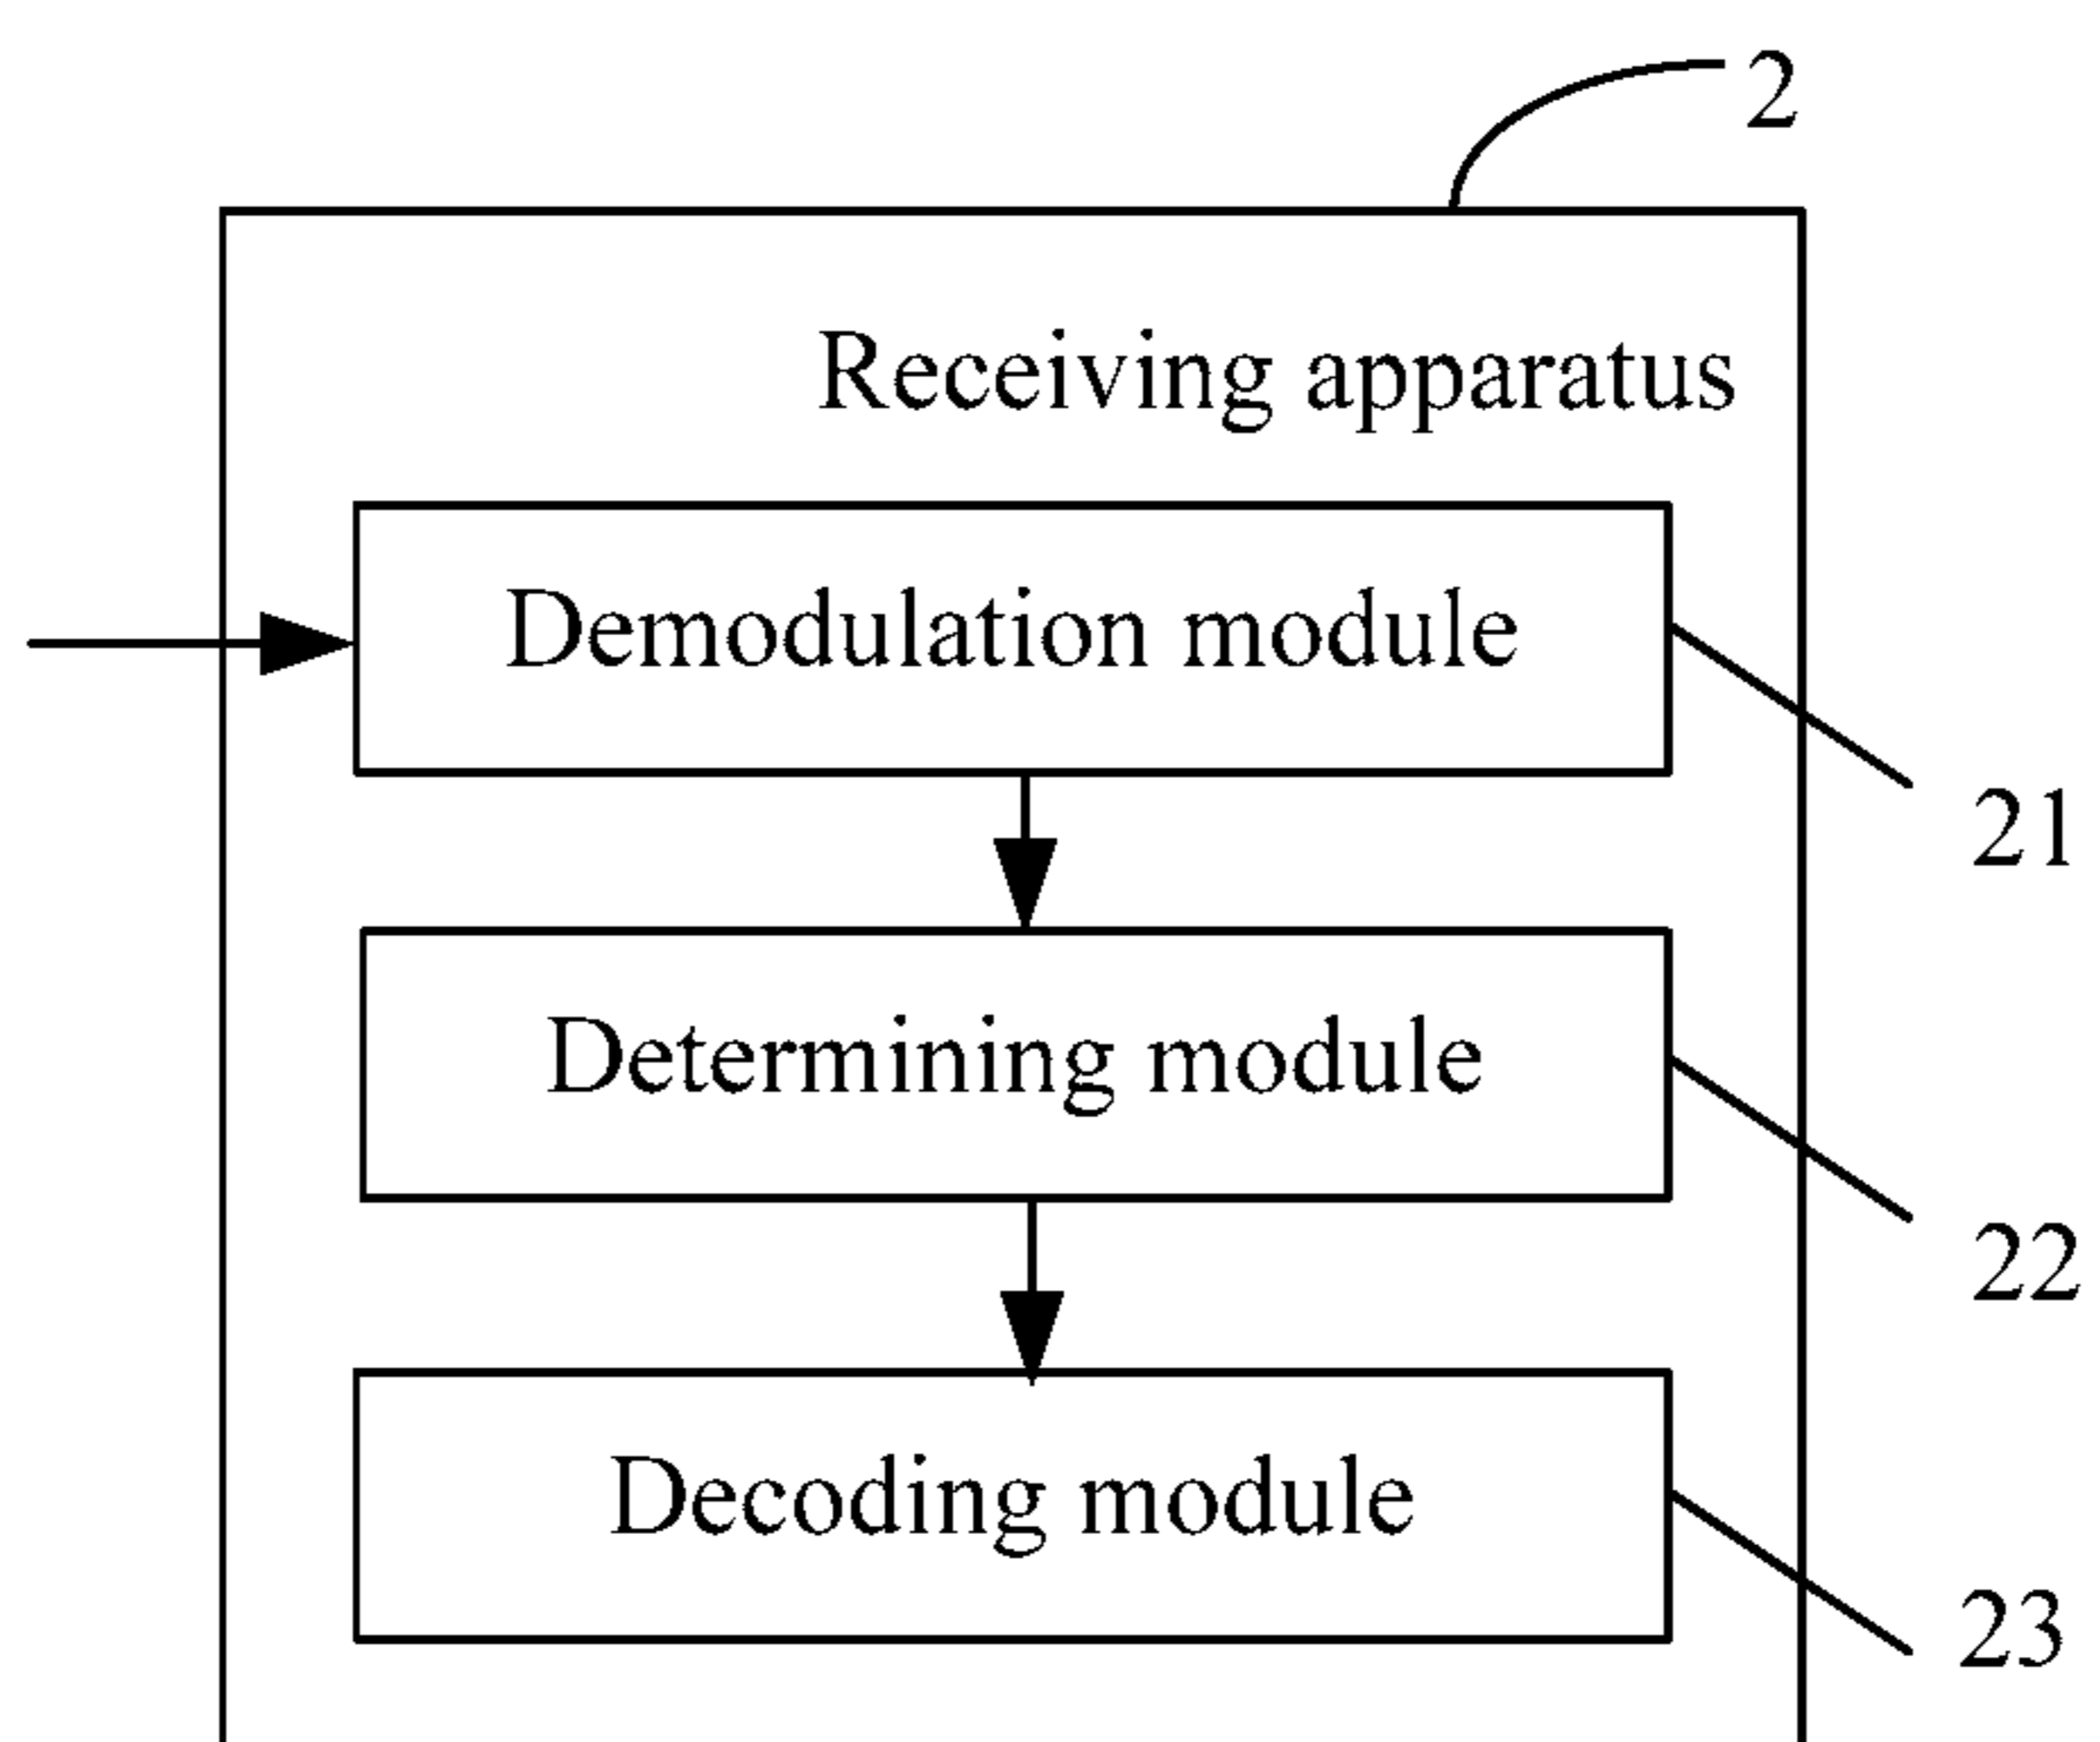 2
Receiving apparatus
Demodulation module
21
Determining module
22
Decoding module
23